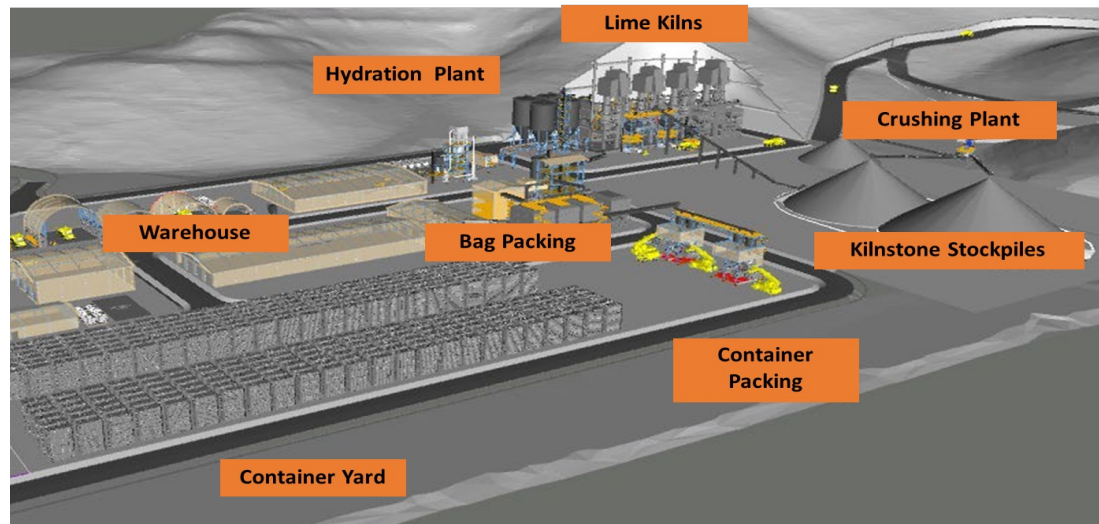 Lime Kilns
Hydration Plant
Crushing Plant
Warehouse
Bag Packing
Kilnstone Stockpiles
Container
Packing
Container Yard